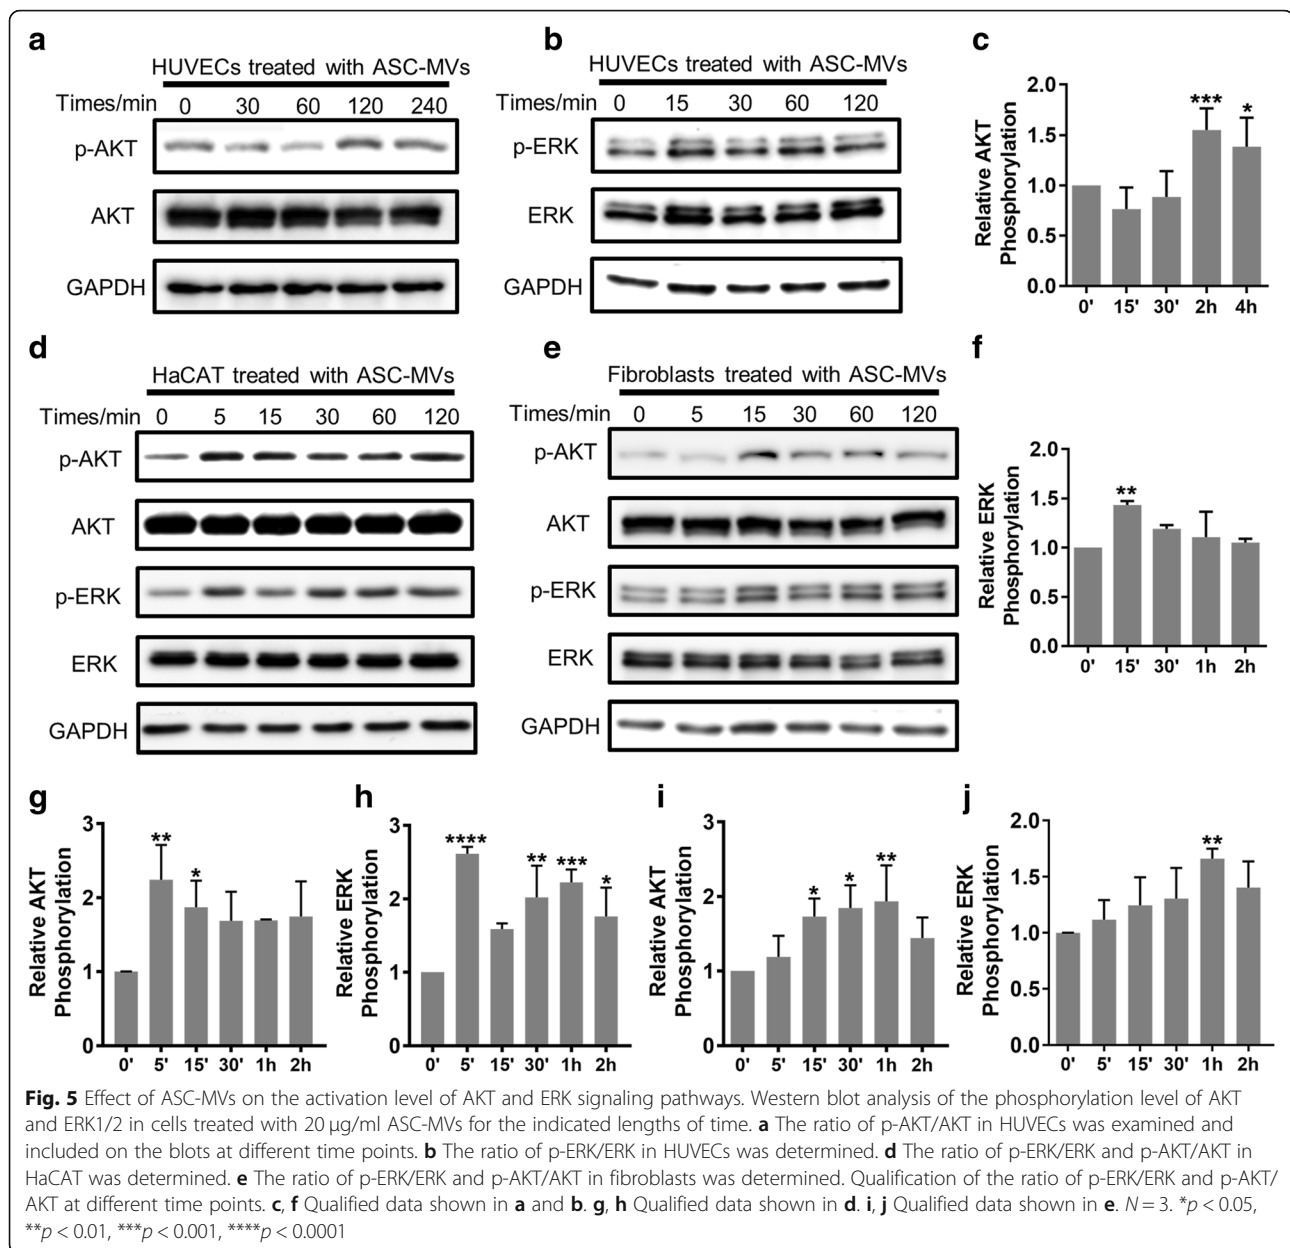 a
HUVECs treated with ASC-MVs
Times/min 0 30 60 120 240
p-AKT
AKT
GAPDH
b
HUVECs treated with ASC-MVs
Times/min 0 15 30 60 120
p-ERK
ERK
GAPDH
c
Relative AKT
Phosphorylation
2.0
1.5
1.0
0.5
0.0
*** *
0' 15' 30' 2h 4h
d
HaCAT treated with ASC-MVs
Times/min 0 5 15 30 60 120
p-AKT
AKT
p-ERK
ERK
GAPDH
e
Fibroblasts treated with ASC-MVs
Times/min 0 5 15 30 60 120
p-AKT
AKT
p-ERK
ERK
GAPDH
f
Relative ERK
Phosphorylation
2.0
1.5
1.0
0.5
0.0
**
0' 15' 30' 1h 2h
g
Relative AKT
Phosphorylation
3
2
1
0
** *
0' 5' 15' 30' 1h 2h
h
Relative ERK
Phosphorylation
3
2
1
0
**** ** *** *
0' 5' 15' 30' 1h 2h
i
Relative AKT
Phosphorylation
3
2
1
0
* * **
0' 5' 15' 30' 1h 2h
j
Relative ERK
Phosphorylation
2.0
1.5
1.0
0.5
0.0
**
0' 5' 15' 30' 1h 2h
Fig. 5 Effect of ASC-MVs on the activation level of AKT and ERK signaling pathways. Western blot analysis of the phosphorylation level of AKT
and ERK1/2 in cells treated with 20 μg/ml ASC-MVs for the indicated lengths of time. a The ratio of p-AKT/AKT in HUVECs was examined and
included on the blots at different time points. b The ratio of p-ERK/ERK in HUVECs was determined. d The ratio of p-ERK/ERK and p-AKT/AKT in
HaCAT was determined. e The ratio of p-ERK/ERK and p-AKT/AKT in fibroblasts was determined. Qualification of the ratio of p-ERK/ERK and p-AKT/
AKT at different time points. c, f Qualified data shown in a and b. g, h Qualified data shown in d. i, j Qualified data shown in e. N = 3. *p < 0.05,
**p < 0.01, ***p < 0.001, ****p < 0.0001